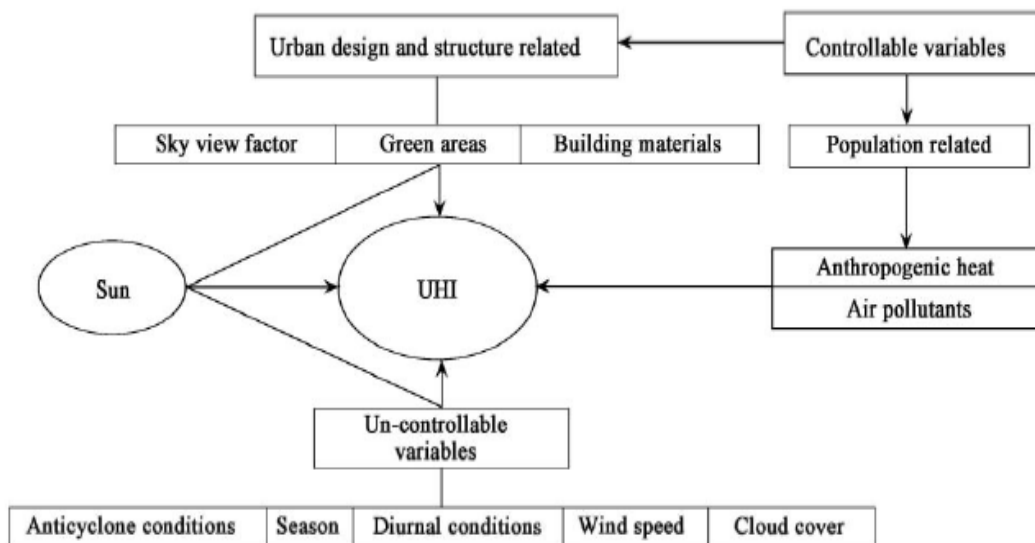 Urban design and structure related
Controllable variables
Sky view factor
Green areas
Building materials
Population related
Sun
UHI
Anthropogenic heat
Air pollutants
Un-controllable
variables
Anticyclone conditions
Season
Diurnal conditions
Wind speed
Cloud cover